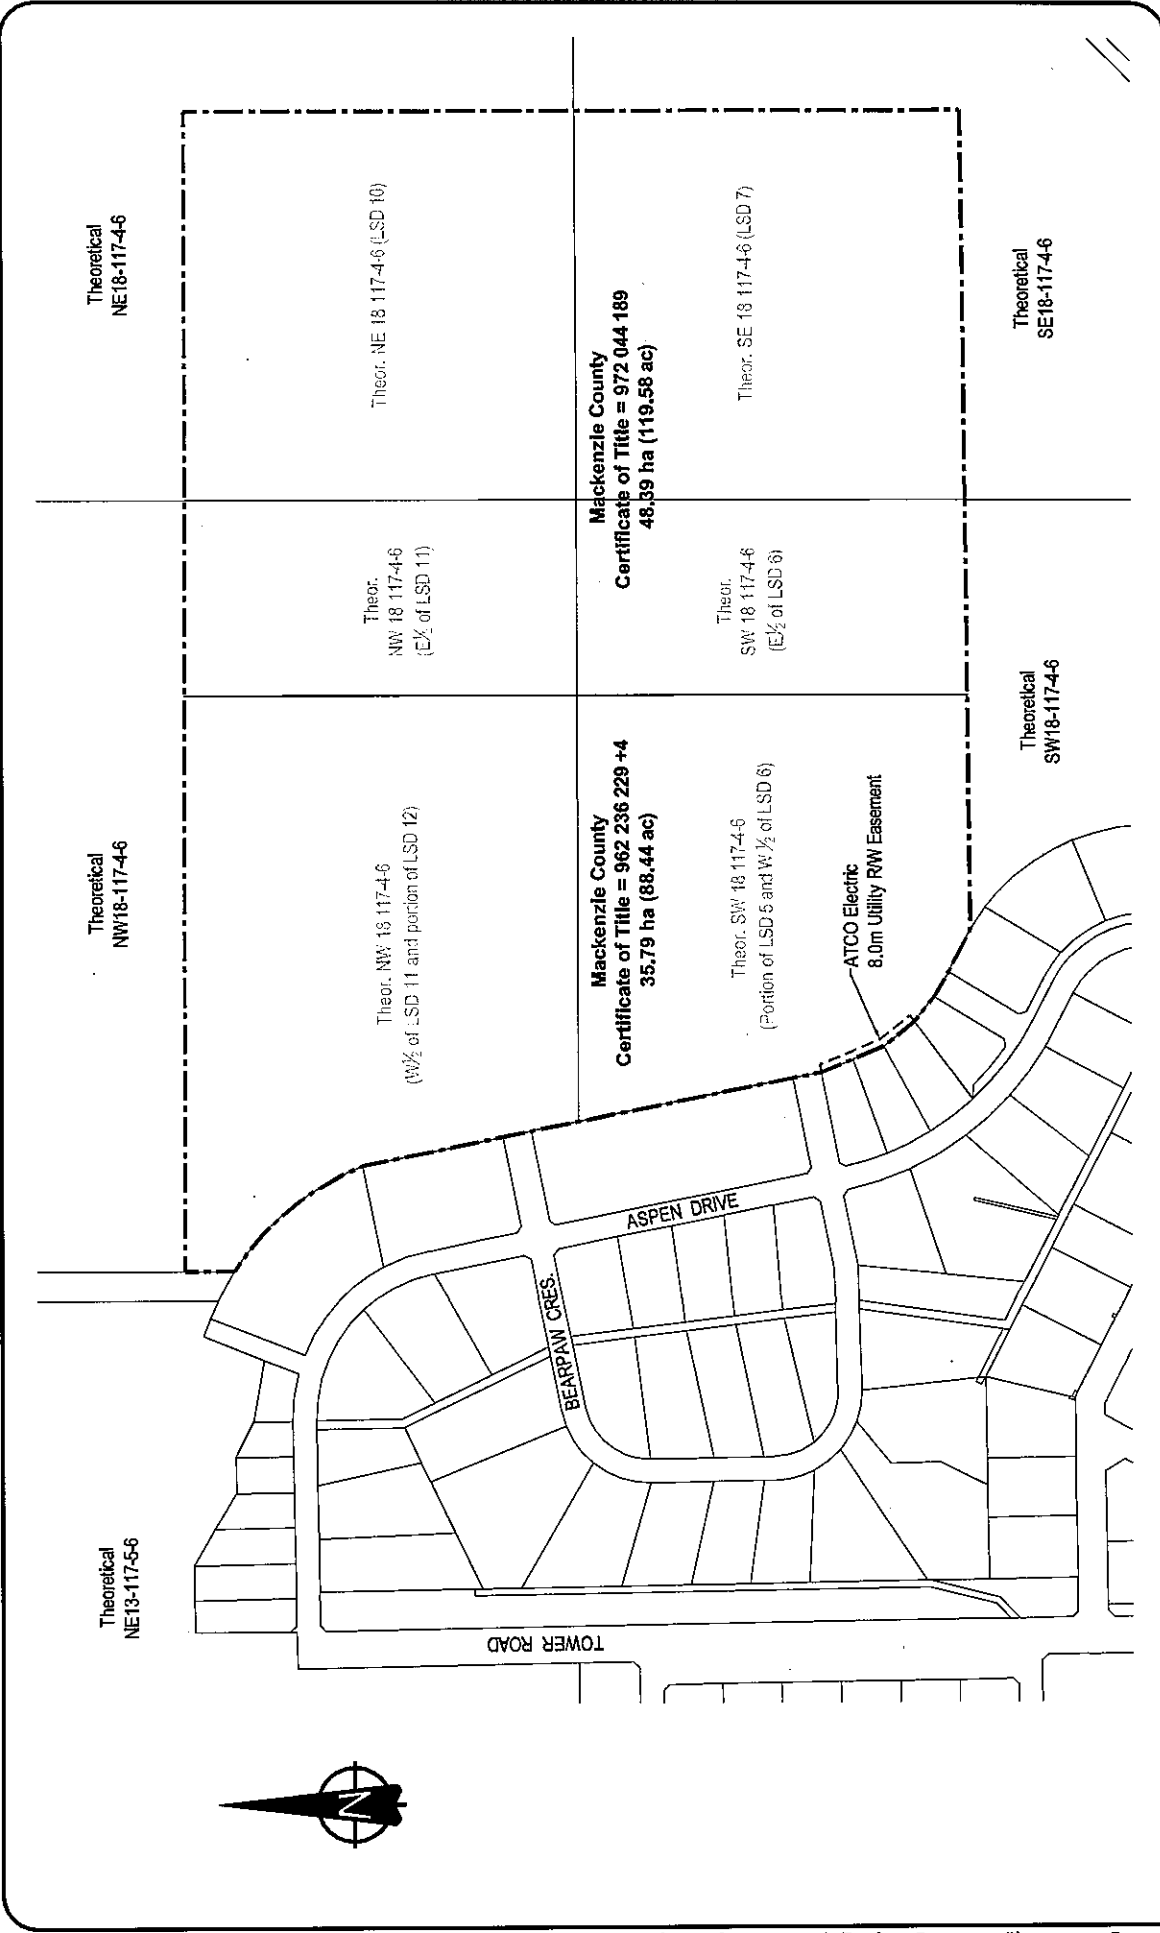 Theoretical
NE13-117-5-6
Theoretical
NW18-117-4-6
Theoretical
NE18-117-4-6
Theor. NW 18 117-4-6
(W½ of LSD 11 and portion of LSD 12)
Theor.
NW 18 117-4-6
(E½ of LSD 11)
Theor. NE 18 117-4-6 (LSD 10)
Mackenzie County
Certificate of Title = 962 236 229 +4
35.79 ha (88.44 ac)
Mackenzie County
Certificate of Title = 972 044 189
48.39 ha (119.58 ac)
Theor. SW 18 117-4-6
(Portion of LSD 5 and W ½ of LSD 6)
Theor.
SW 18 117-4-6
(E½ of LSD 6)
Theor. SE 18 117-4-6 (LSD 7)
ATCO Electric
8.0m Utility R/W Easement
Theoretical
SW18-117-4-6
Theoretical
SE18-117-4-6
ASPEN DRIVE
BEARPAW CRES.
TOWER ROAD
N